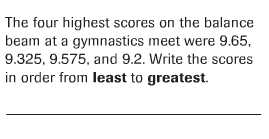 The four highest scores on the balance
beam at a gymnastics meet were 9.65,
9.325, 9.575, and 9.2. Write the scores
in order from least to greatest.